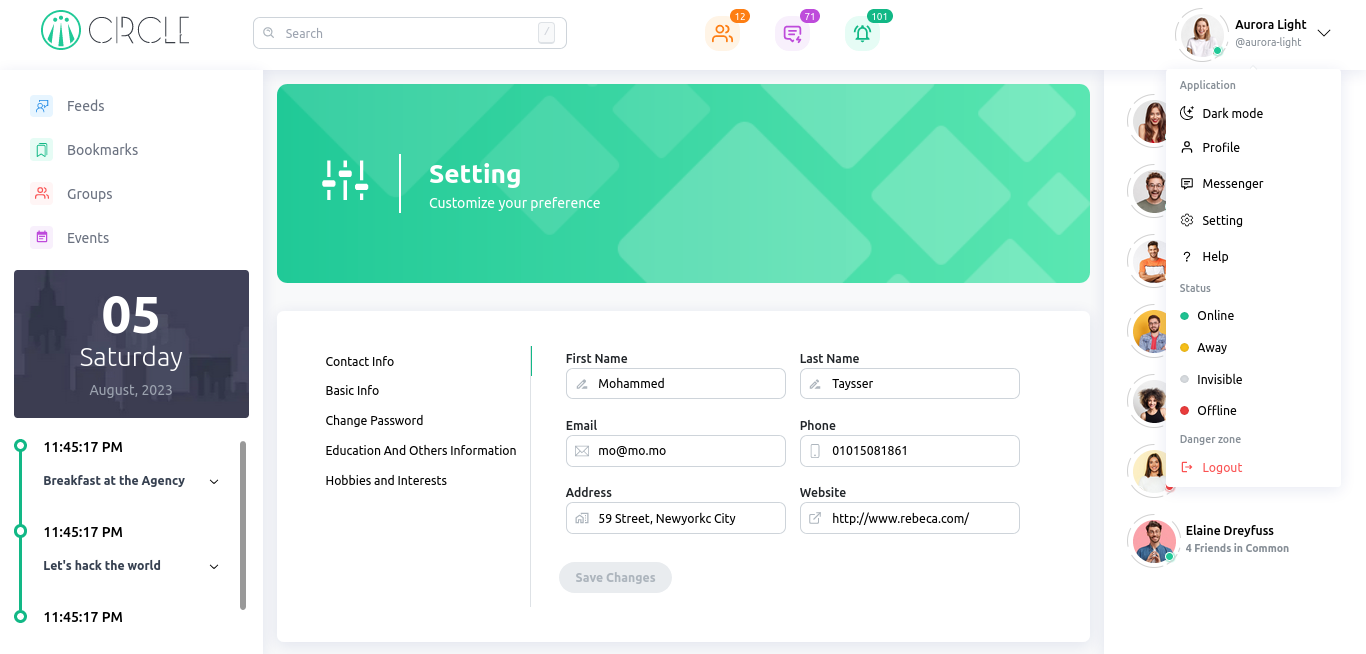 CIRCLE
Search
/
12
71
101
Aurora Light
@aurora-light
Feeds
Bookmarks
Groups
Events
05
Saturday
August, 2023
11:45:17 PM
Breakfast at the Agency
11:45:17 PM
Let's hack the world
11:45:17 PM
Setting
Customize your preference
Contact Info
Basic Info
Change Password
Education And Others Information
Hobbies and Interests
First Name
Mohammed
Last Name
Taysser
Email
mo@mo.mo
Phone
01015081861
Address
59 Street, Newyorkc City
Website
http://www.rebeca.com/
Save Changes
Application
Dark mode
Profile
Messenger
Setting
? Help
Status
Online
Away
Invisible
Offline
Danger zone
Logout
Elaine Dreyfuss
4 Friends in Common